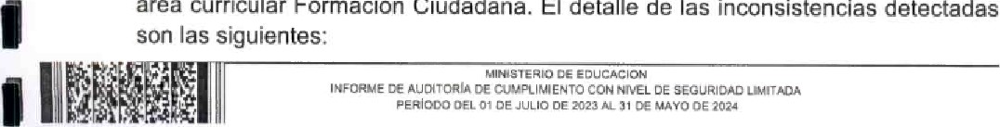 área curricular Formación Ciudadana. El detalle de las inconsistencias detectadas
son las siguientes:
MINISTERIO DE EDUCACION
INFORME DE AUDITORÍA DE CUMPLIMIENTO CON NIVEL DE SEGURIDAD LIMITADA
PERÍODO DEL 01 DE JULIO DE 2023 AL 31 DE MAYO DE 2024